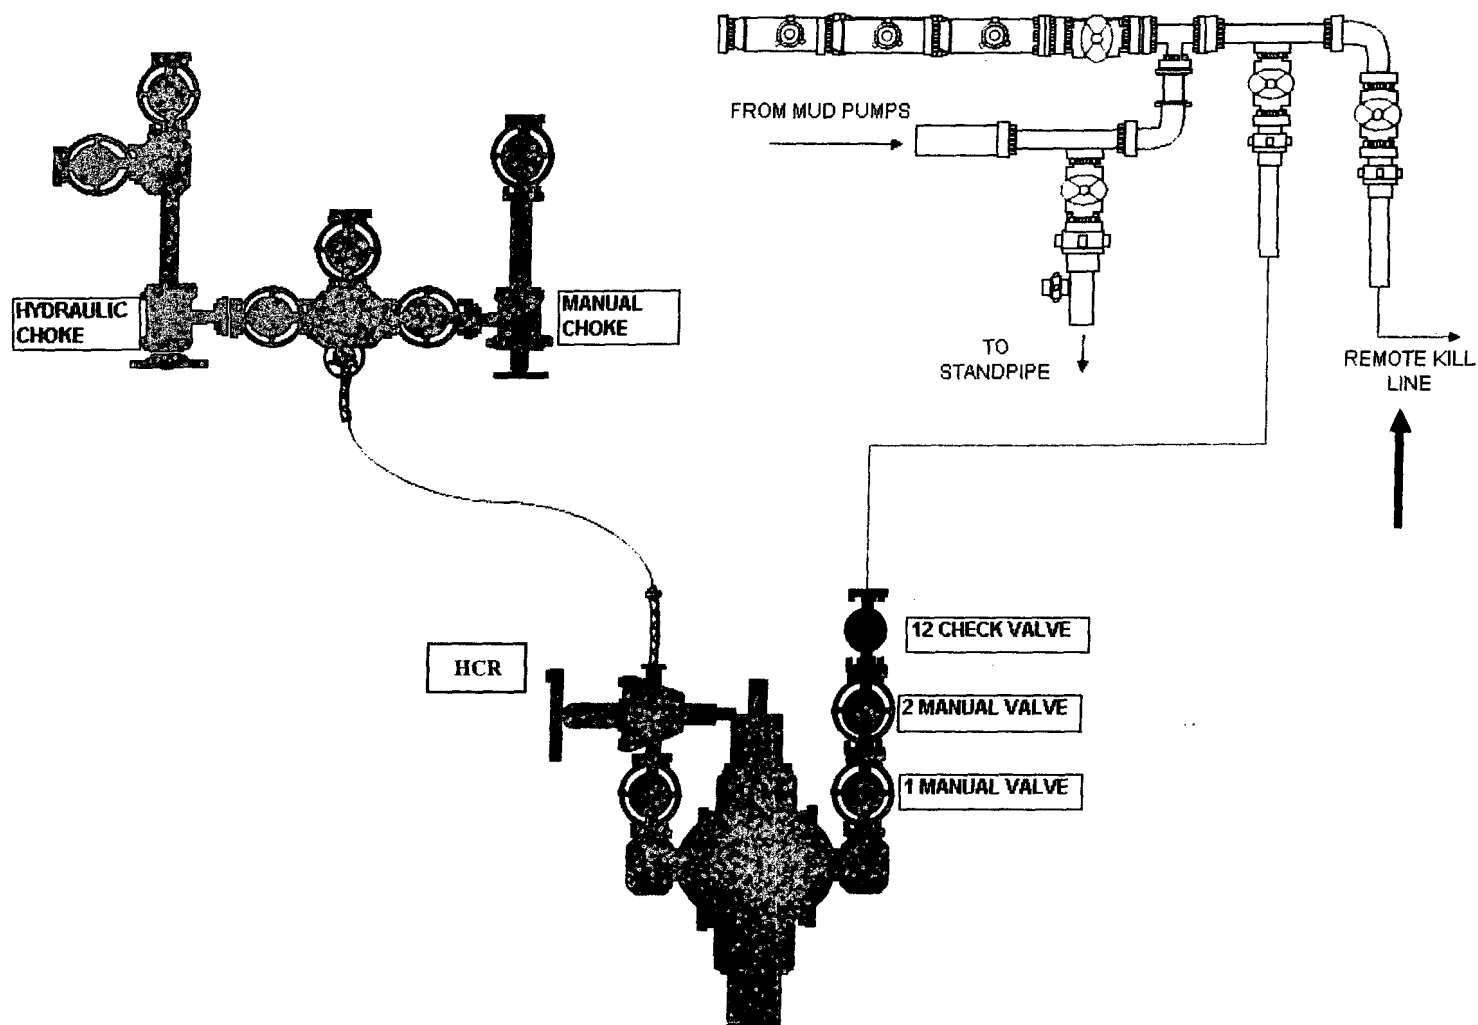 FROM MUD PUMPS
HYDRAULIC
CHOKE
MANUAL
CHOKE
TO
STANDPIPE
REMOTE KILL
LINE
12 CHECK VALVE
HCR
2 MANUAL VALVE
1 MANUAL VALVE